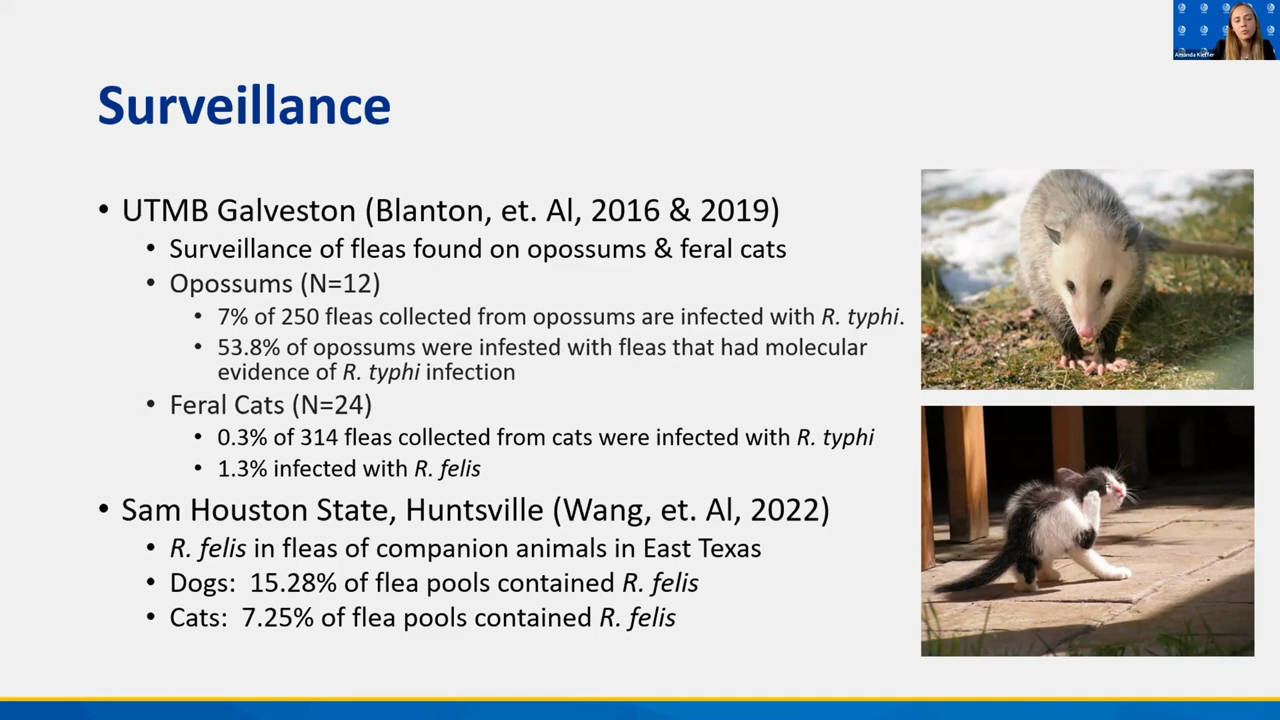 Amanda Kieffer
Surveillance
• UTMB Galveston (Blanton, et. Al, 2016 & 2019)
• Surveillance of fleas found on opossums & feral cats
• Opossums (N=12)
• 7% of 250 fleas collected from opossums are infected with R. typhi.
• 53.8% of opossums were infested with fleas that had molecular
evidence of R. typhi infection
• Feral Cats (N=24)
• 0.3% of 314 fleas collected from cats were infected with R. typhi
• 1.3% infected with R. felis
• Sam Houston State, Huntsville (Wang, et. Al, 2022)
• R. felis in fleas of companion animals in East Texas
• Dogs: 15.28% of flea pools contained R. felis
• Cats: 7.25% of flea pools contained R. felis